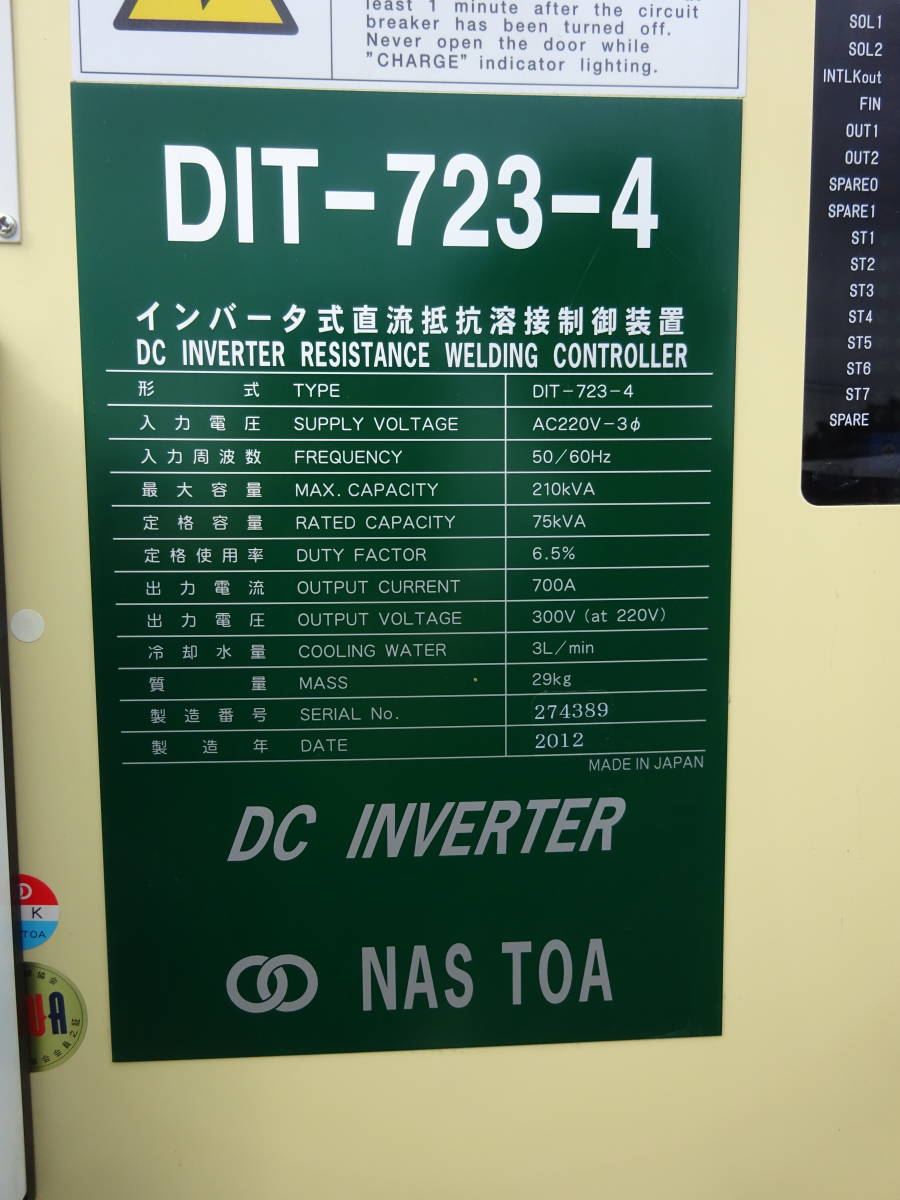 least 1 minute after the circuit
breaker has been turned off.
Never open the door while
"CHARGE" indicator lighting.
DIT-723-4
インバータ式直流抵抗溶接制御装置
DC INVERTER RESISTANCE WELDING CONTROLLER
形式 TYPE DIT-723-4
入力電圧 SUPPLY VOLTAGE AC220V-3φ
入力周波数 FREQUENCY 50/60Hz
最大容量 MAX. CAPACITY 210kVA
定格容量 RATED CAPACITY 75kVA
定格使用率 DUTY FACTOR 6.5%
出力電流 OUTPUT CURRENT 700A
出力電圧 OUTPUT VOLTAGE 300V (at 220V)
冷却水量 COOLING WATER 3L/min
質量 MASS 29kg
製造番号 SERIAL No. 274389
製造年 DATE 2012
MADE IN JAPAN
DC INVERTER
NAS TOA
SOL1
SOL2
INTLKout
FIN
OUT1
OUT2
SPARE0
SPARE1
ST1
ST2
ST3
ST4
ST5
ST6
ST7
SPARE
K
TOA